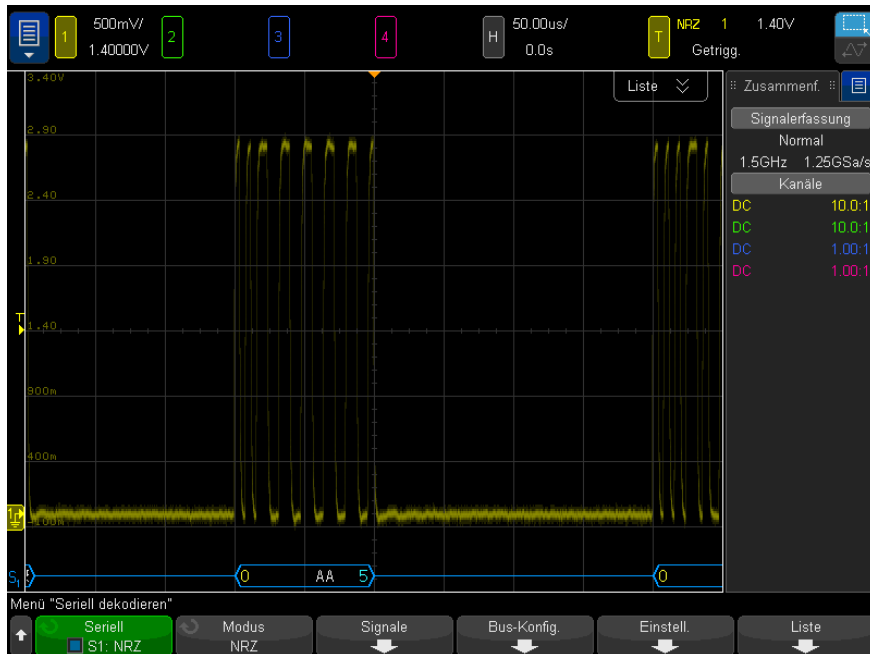 1 500mV/ 2 3 4 H 50.00us/ T NRZ 1 1.40V
1.40000V 0.0s Getrigg.
3.40V
Liste
Zusammenf.
2.90
Signalerfassung
Normal
1.5GHz 1.25GSa/s
Kanäle
2.40
DC 10.0:1
DC 10.0:1
DC 1.00:1
1.90
DC 1.00:1
T
1.40
900m
400m
1
-100m
S1 0 AA 5 0
Menü "Seriell dekodieren"
Seriell Modus Signale Bus-Konfig. Einstell. Liste
S1: NRZ NRZ